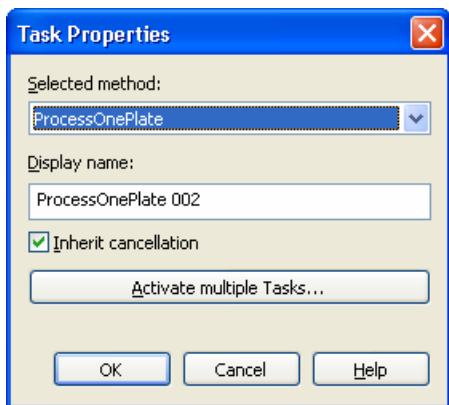 Task Properties
Selected method:
ProcessOnePlate
Display name:
ProcessOnePlate 002
Inherit cancellation
Activate multiple Tasks...
OK Cancel Help